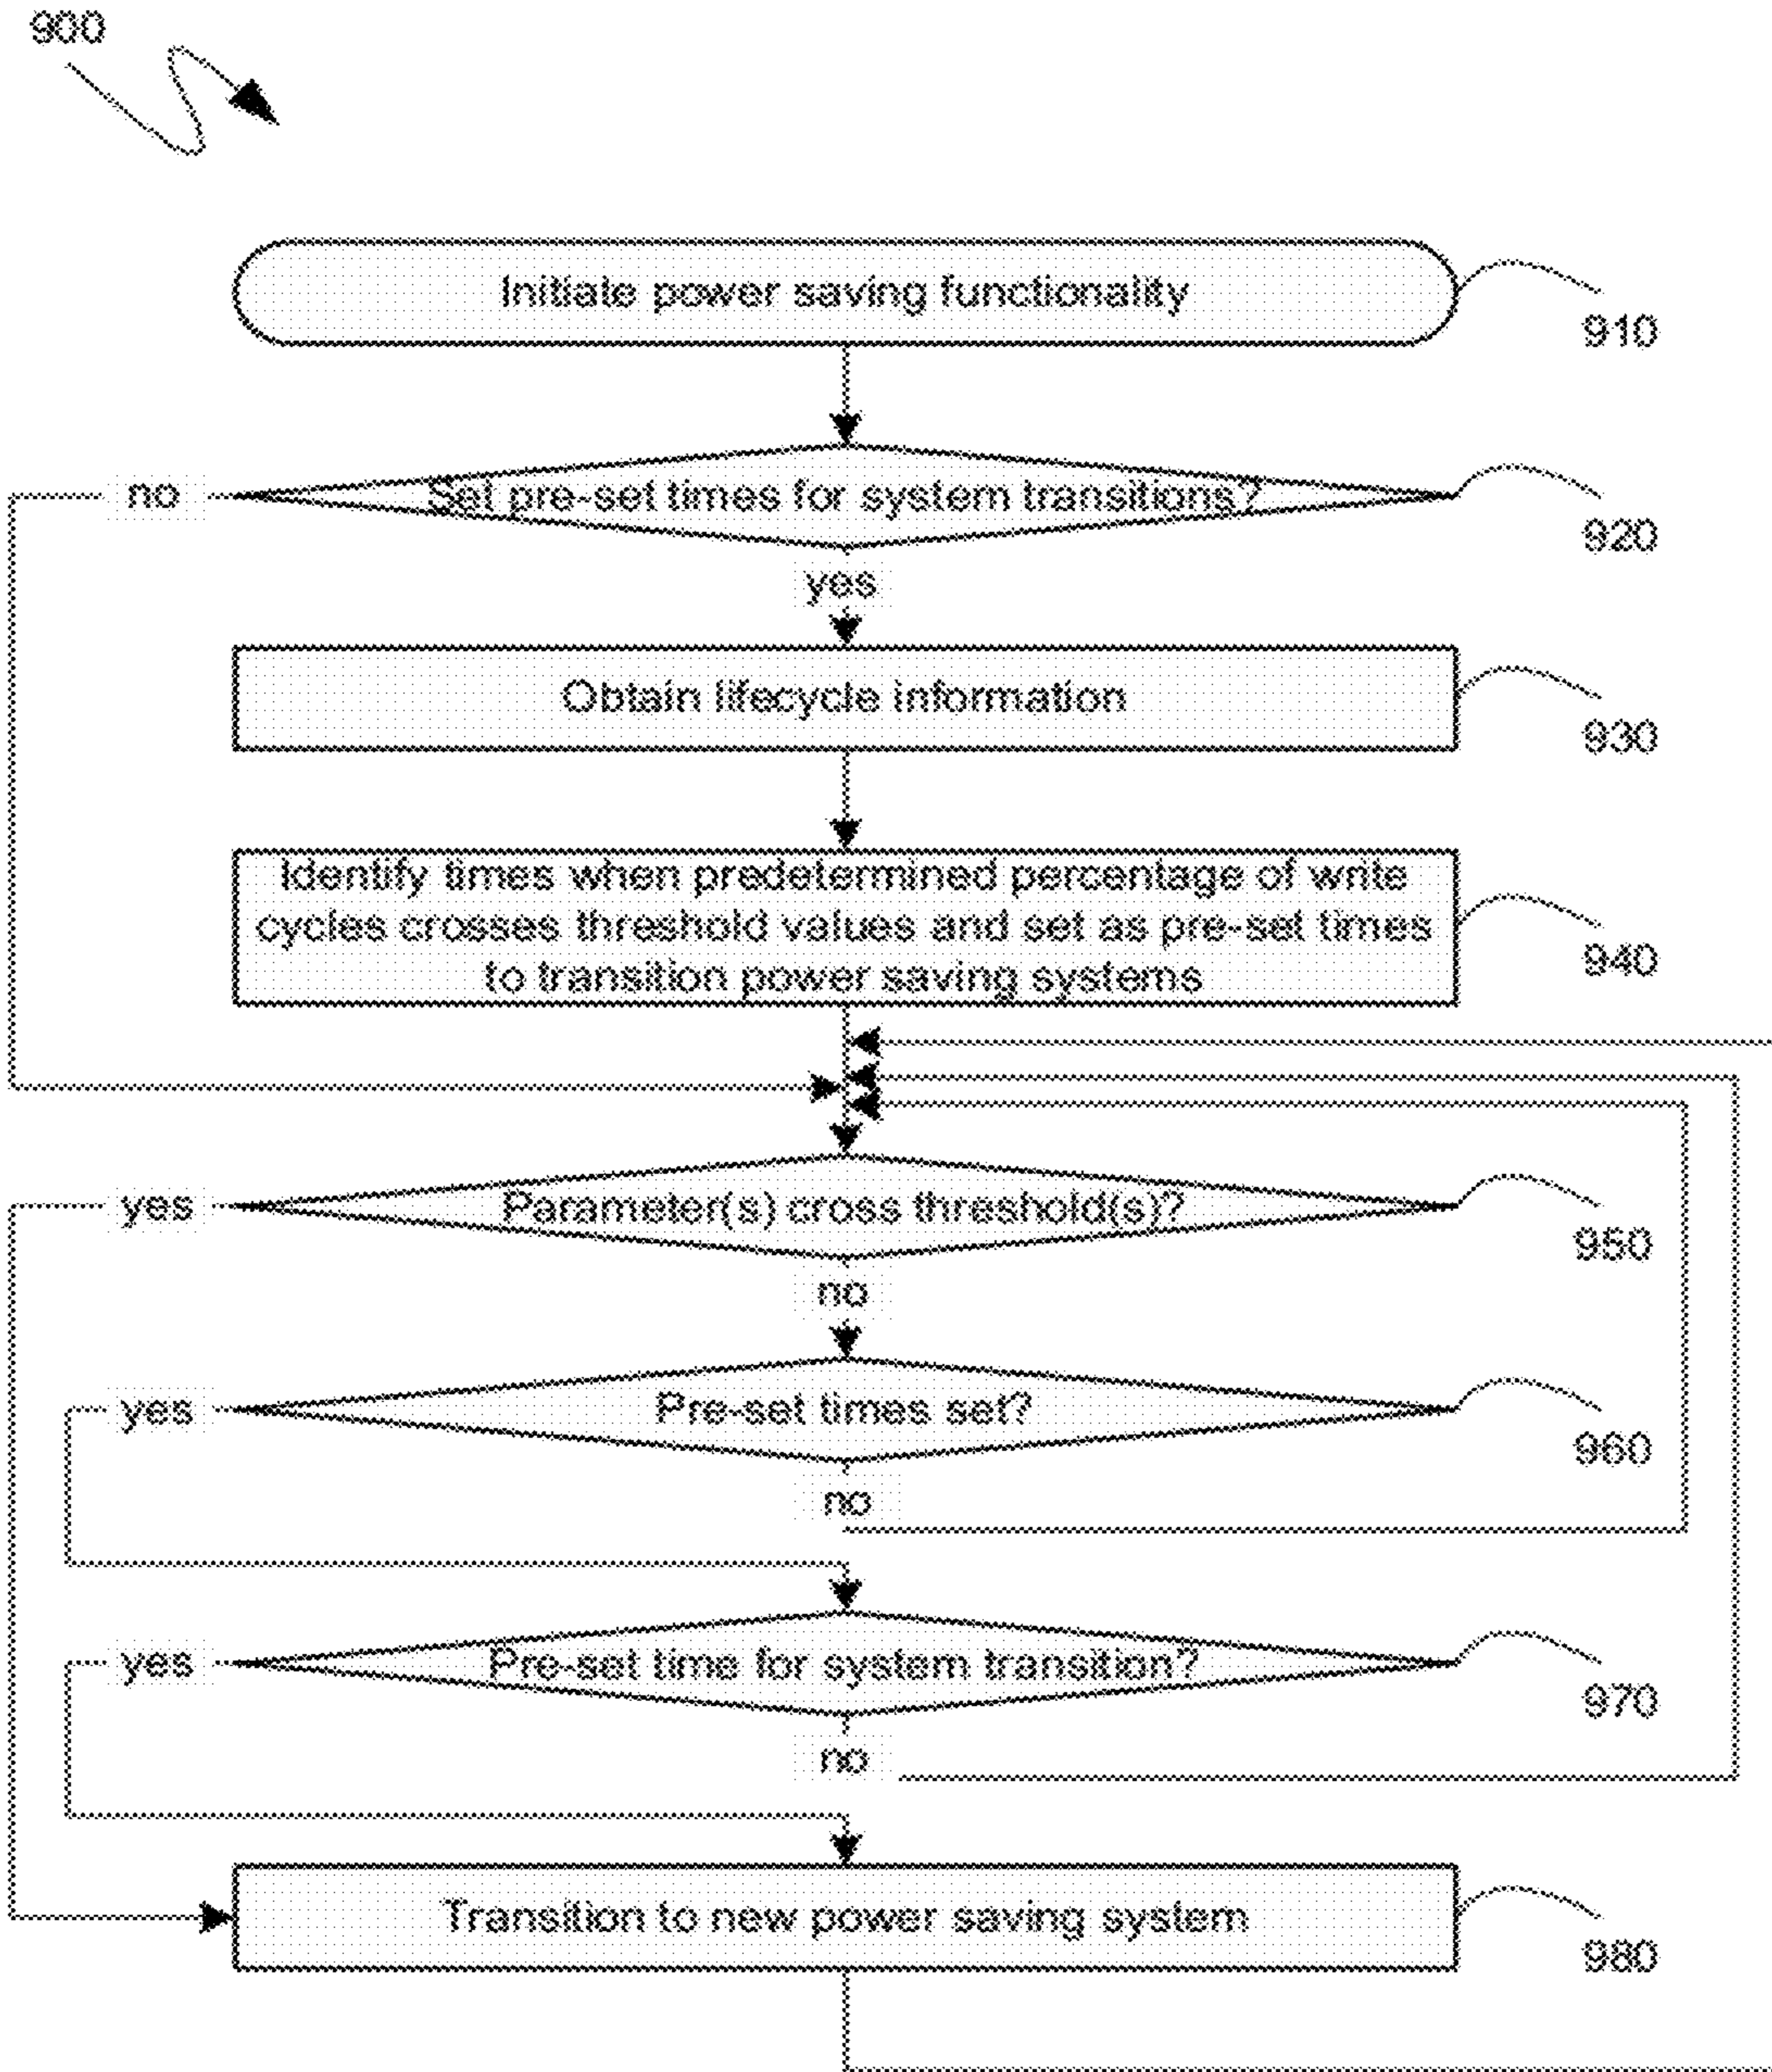 900
Initiate power saving functionality
910
no
Set pre-set times for system transitions?
920
yes
Obtain lifecycle information
930
Identify times when predetermined percentage of write
cycles crosses threshold values and set as pre-set times
to transition power saving systems
940
yes
Parameter(s) cross threshold(s)?
950
no
yes
Pre-set times set?
960
no
yes
Pre-set time for system transition?
970
no
Transition to new power saving system
980